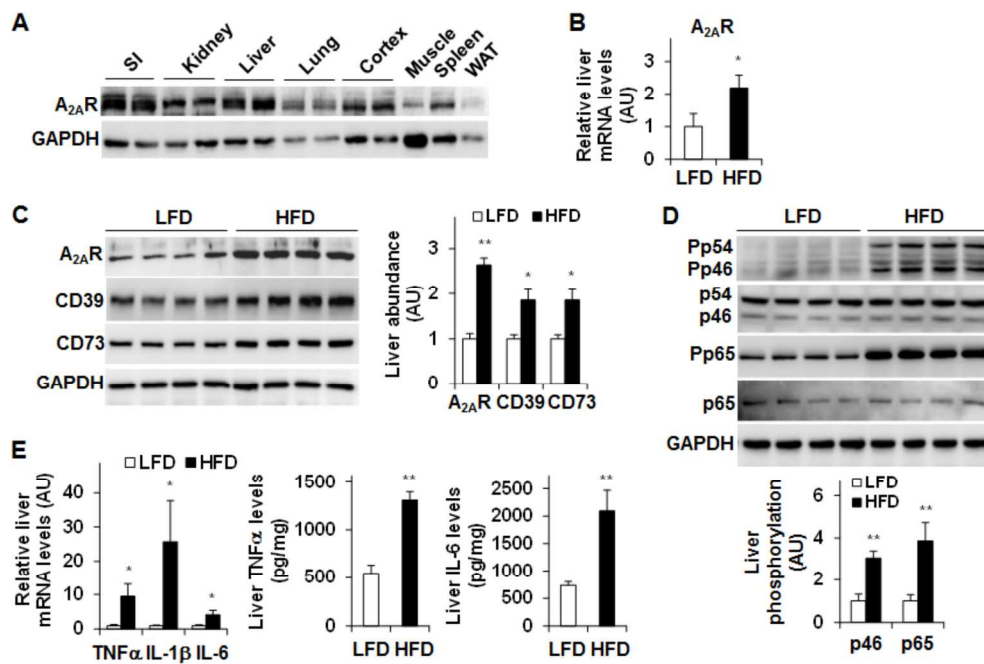 A
SI Kidney Liver Lung Cortex Muscle Spleen WAT
A2AR
GAPDH
B
A2AR
Relative liver
mRNA levels
(AU)
3
2
1
0
*
LFD HFD
C
LFD HFD
A2AR
CD39
CD73
GAPDH
LFD HFD
Liver abundance
(AU)
3
2
1
0
** * *
A2AR CD39 CD73
D
LFD HFD
Pp54
Pp46
p54
p46
Pp65
p65
GAPDH
LFD
HFD
Liver
phosphorylation
(AU)
6
4
2
0
** **
p46 p65
E
LFD HFD
Relative liver
mRNA levels (AU)
40
30
20
10
0
* * *
TNFα IL-1β IL-6
Liver TNFα levels
(pg/mg)
1500
1000
500
0
**
LFD HFD
Liver IL-6 levels
(pg/mg)
2500
2000
1500
1000
500
0
**
LFD HFD